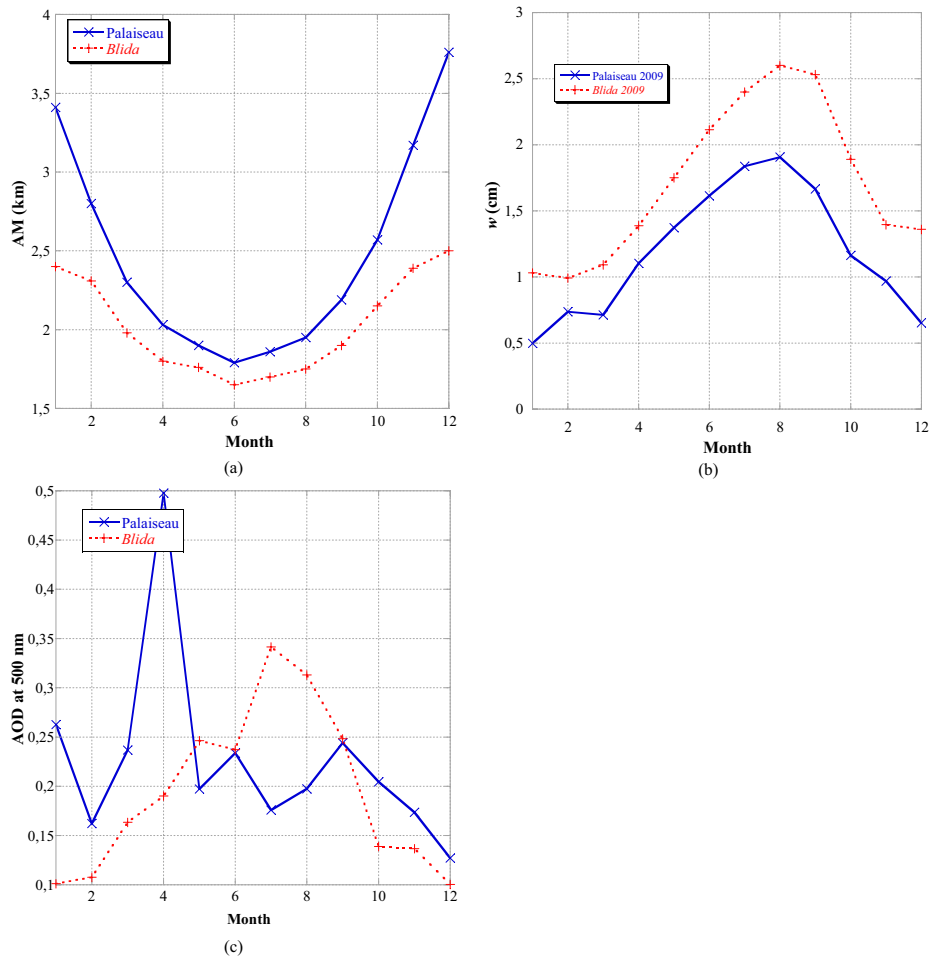 4
3,5
3
2,5
2
1,5
AM (km)
Palaiseau
Blida
2 4 6 8 10 12
Month
(a)
3
2,5
2
1,5
1
0,5
0
w (cm)
Palaiseau 2009
Blida 2009
2 4 6 8 10 12
Month
(b)
0,5
0,45
0,4
0,35
0,3
0,25
0,2
0,15
0,1
AOD at 500 nm
Palaiseau
Blida
2 4 6 8 10 12
Month
(c)